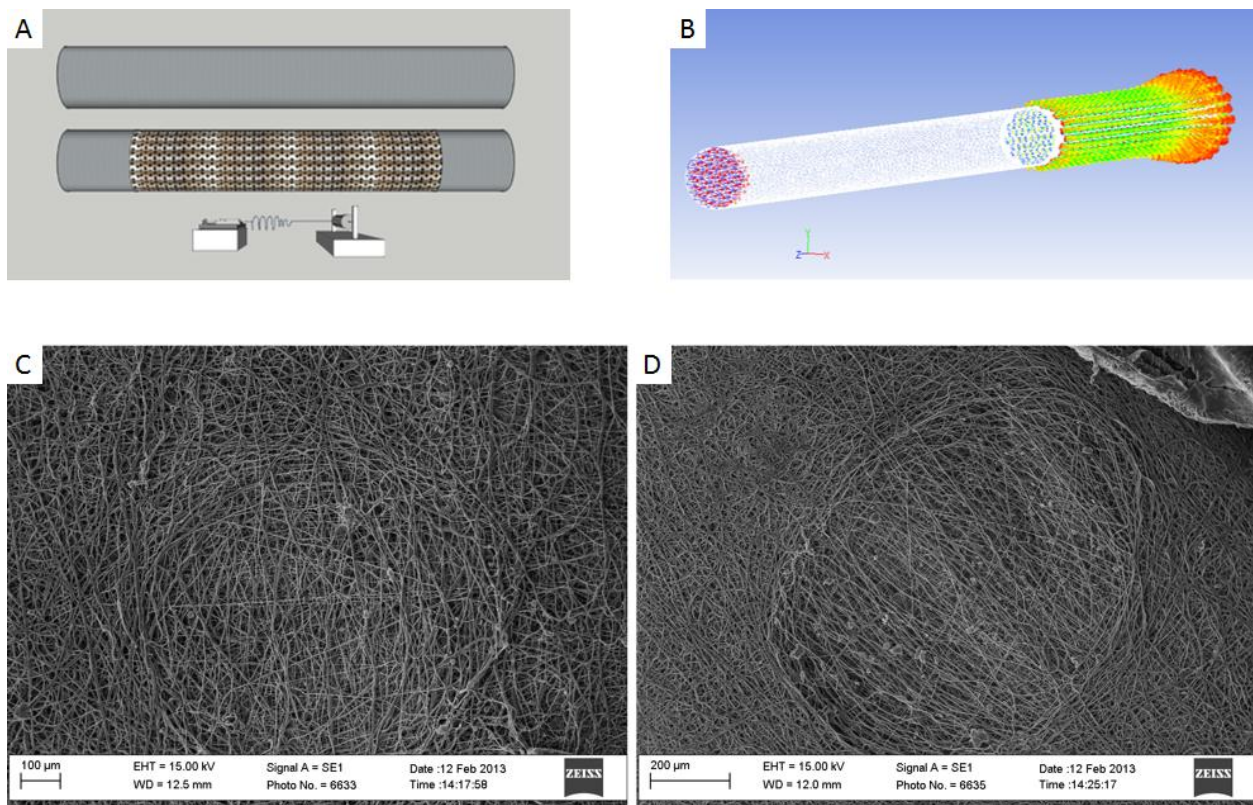 A
B
Y
Z X
C
D
100 µm
EHT = 15.00 kV
WD = 12.5 mm
Signal A = SE1
Photo No. = 6633
Date :12 Feb 2013
Time :14:17:58
ZEISS
200 µm
EHT = 15.00 kV
WD = 12.0 mm
Signal A = SE1
Photo No. = 6635
Date :12 Feb 2013
Time :14:25:17
ZEISS